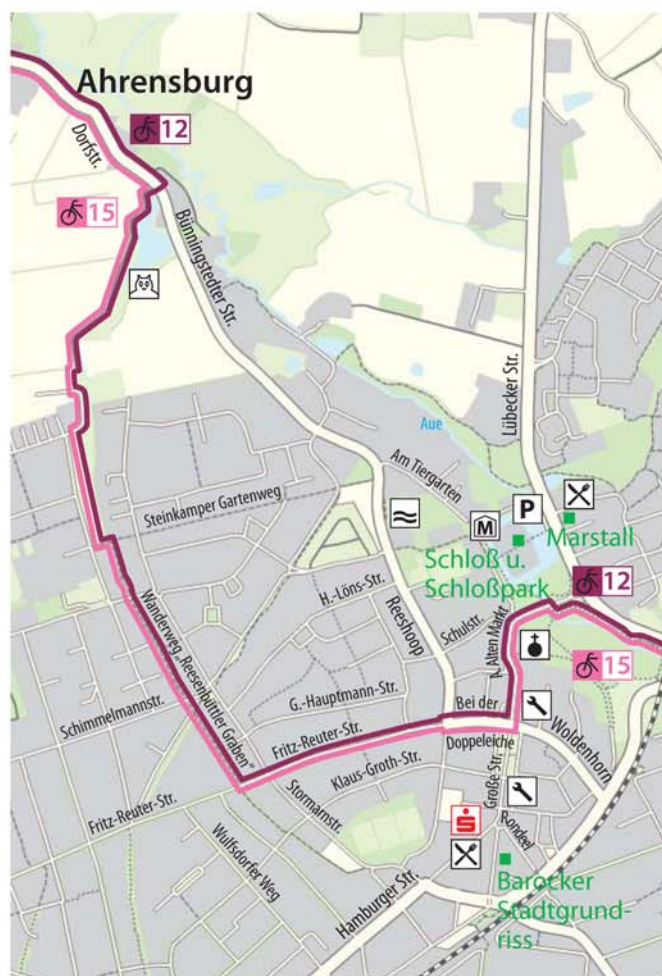 Ahrensburg
12
Dorfstr.
15
Bünningstedter Str.
Lübecker Str.
Aue
Am Tiergarten
Steinkamper Gartenweg
P
M
Marstall
Schloß u.
Schloßpark
12
H.-Löns-Str.
Reeshoop
Schulstr.
A. Alten Markt
15
Wanderweg „Reesenbüttler Graben“
G.-Hauptmann-Str.
Schimmelmannstr.
Bei der
Doppeleiche
Fritz-Reuter-Str.
Woldenhorn
Klaus-Groth-Str.
Große Str.
Fritz-Reuter-Str.
Stormarnstr.
Rondeel
Wulfsdorfer Weg
Hamburger Str.
Barocker
Stadtgrund-
riss